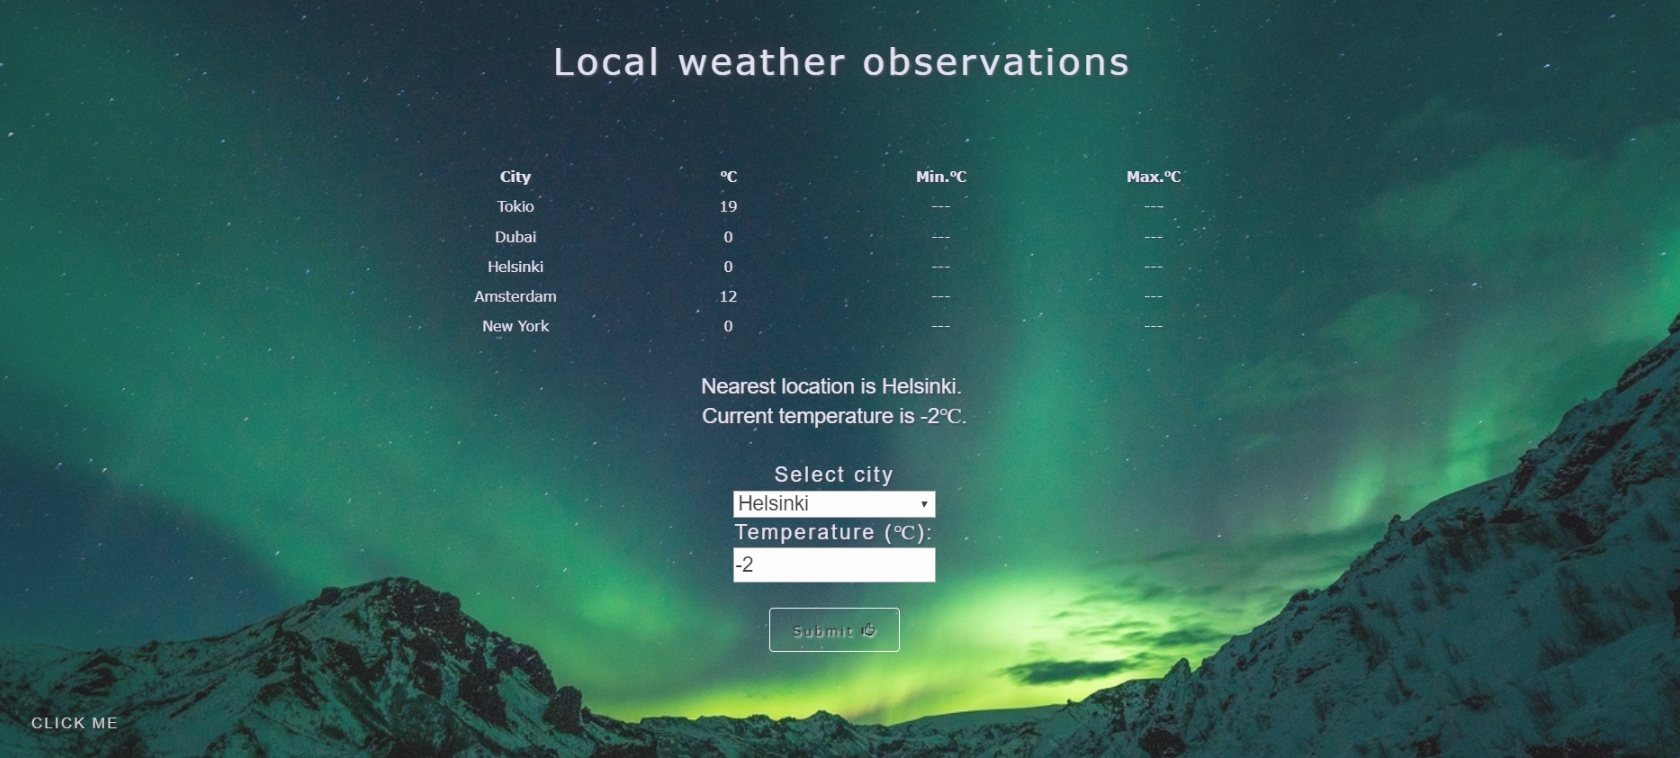 Local weather observations
City ºC Min.ºC Max.ºC
Tokio 19 --- ---
Dubai 0 --- ---
Helsinki 0 --- ---
Amsterdam 12 --- ---
New York 0 --- ---
Nearest location is Helsinki.
Current temperature is -2℃.
Select city
Helsinki
Temperature (℃):
-2
Submit
CLICK ME